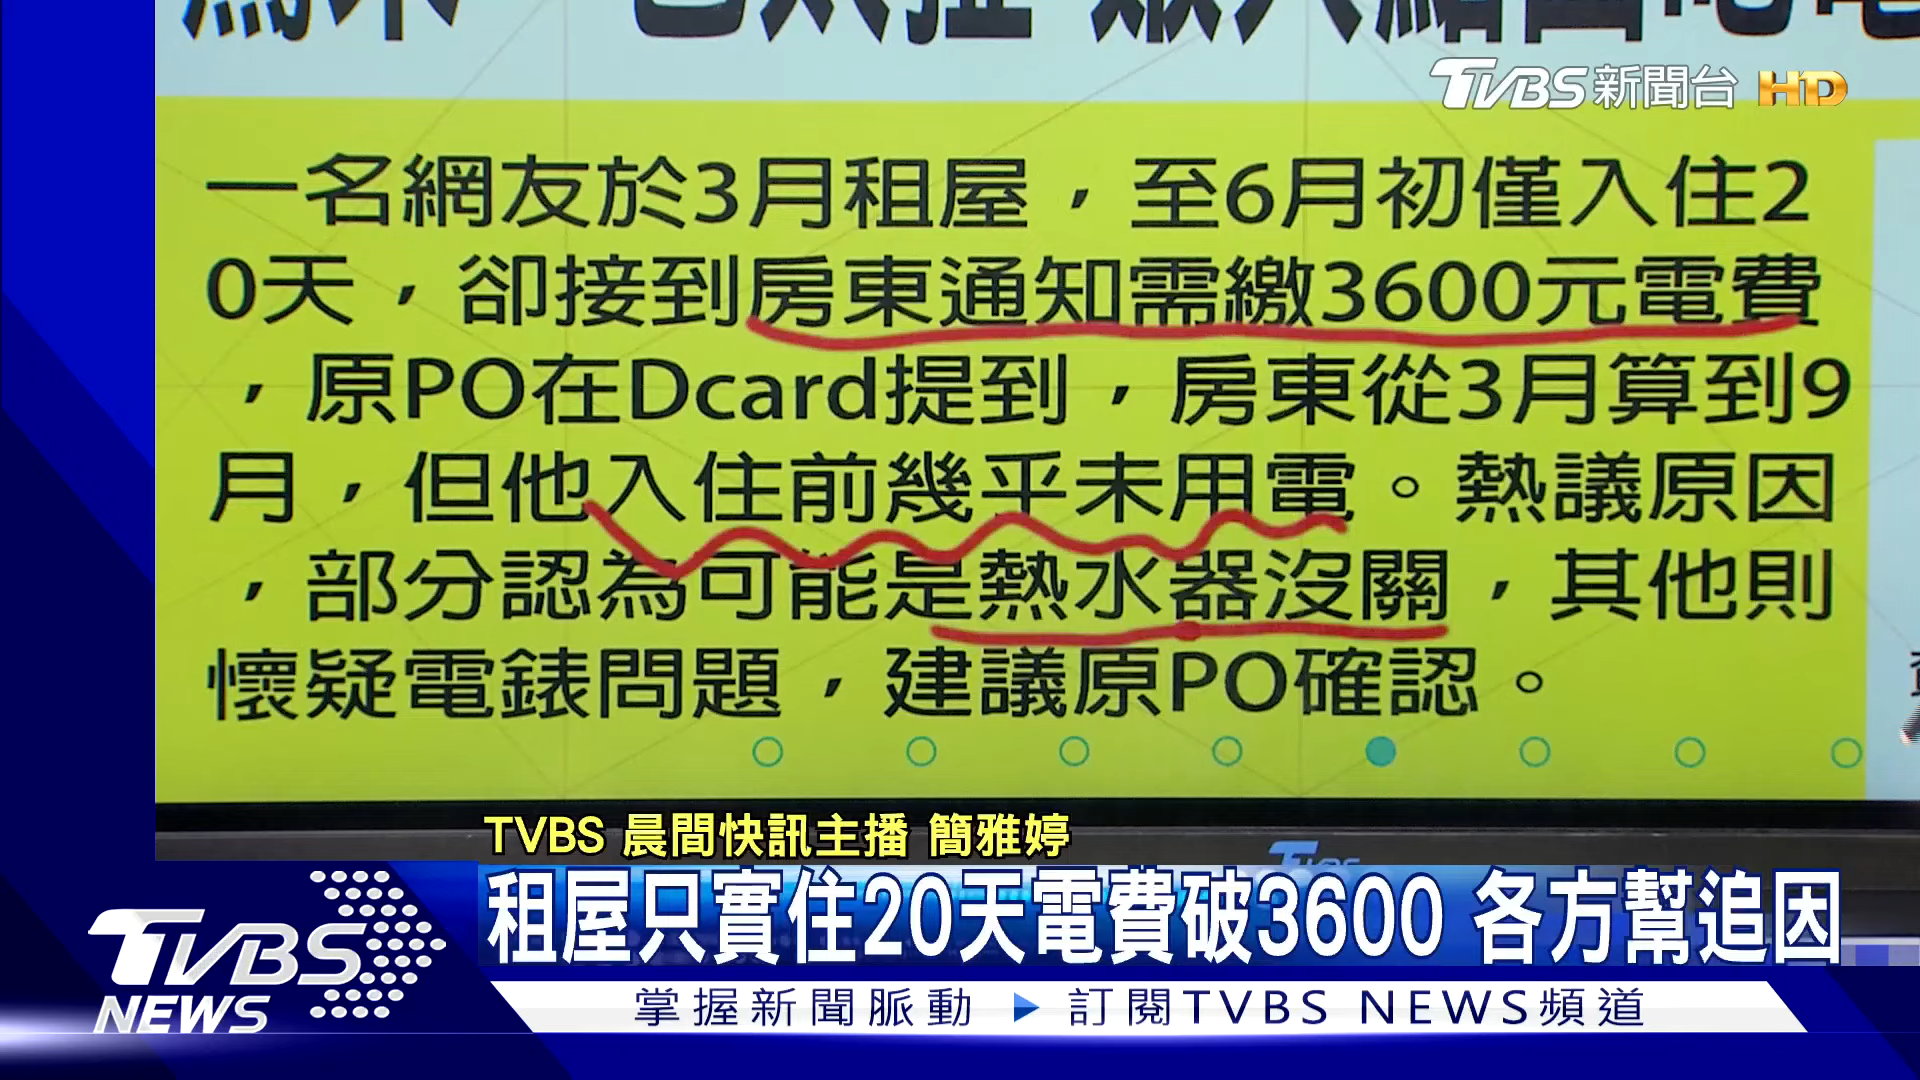 TVBS新聞台 HD
一名網友於3月租屋，至6月初僅入住2
0天，卻接到房東通知需繳3600元電費
，原PO在Dcard提到，房東從3月算到9
月，但他入住前幾乎未用電。熱議原因
，部分認為可能是熱水器沒關，其他則
懷疑電錶問題，建議原PO確認。
TVBS 晨間快訊主播 簡雅婷
租屋只實住20天電費破3600 各方幫追因
TVBS NEWS
掌握新聞脈動 ▶ 訂閱TVBS NEWS頻道